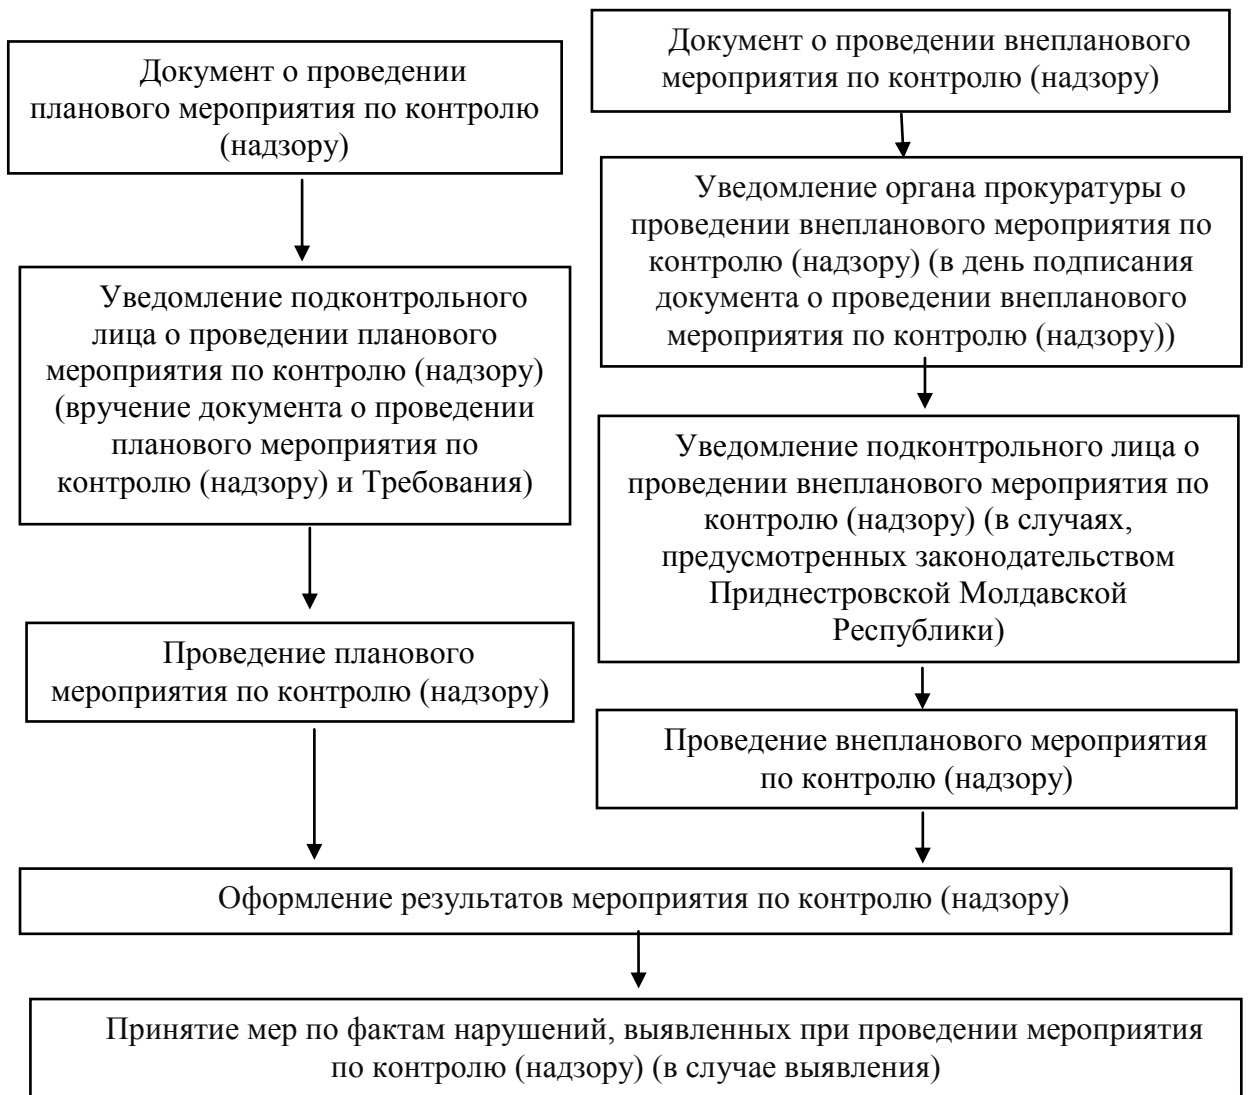 Документ о проведении
планового мероприятия по контролю
(надзору)
Уведомление подконтрольного
лица о проведении планового
мероприятия по контролю (надзору)
(вручение документа о проведении
планового мероприятия по
контролю (надзору) и Требования)
Проведение планового
мероприятия по контролю (надзору)
Документ о проведении внепланового
мероприятия по контролю (надзору)
Уведомление органа прокуратуры о
проведении внепланового мероприятия по
контролю (надзору) (в день подписания
документа о проведении внепланового
мероприятия по контролю (надзору))
Уведомление подконтрольного лица о
проведении внепланового мероприятия по
контролю (надзору) (в случаях,
предусмотренных законодательством
Приднестровской Молдавской
Республики)
Проведение внепланового мероприятия
по контролю (надзору)
Оформление результатов мероприятия по контролю (надзору)
Принятие мер по фактам нарушений, выявленных при проведении мероприятия
по контролю (надзору) (в случае выявления)